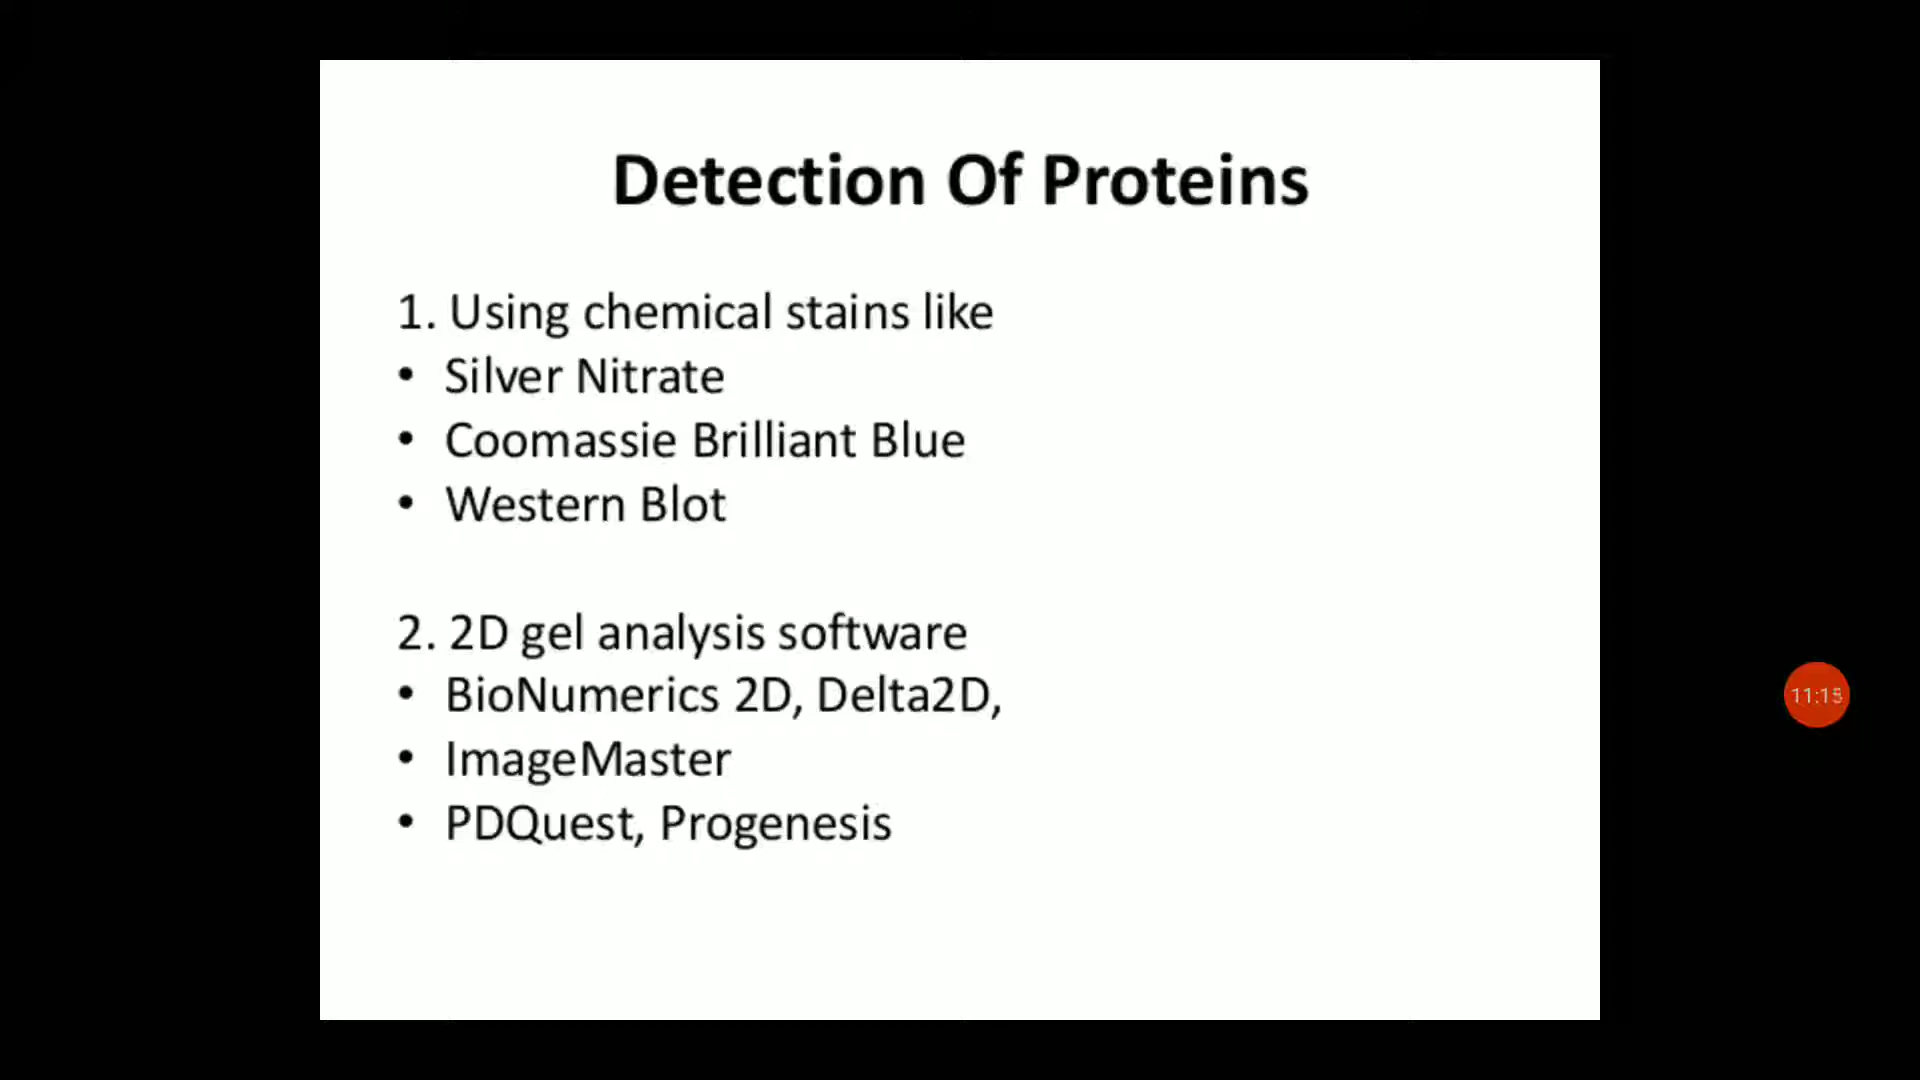 Detection Of Proteins
1. Using chemical stains like
• Silver Nitrate
• Coomassie Brilliant Blue
• Western Blot
2. 2D gel analysis software
• BioNumerics 2D, Delta2D,
• ImageMaster
• PDQuest, Progenesis
11:15